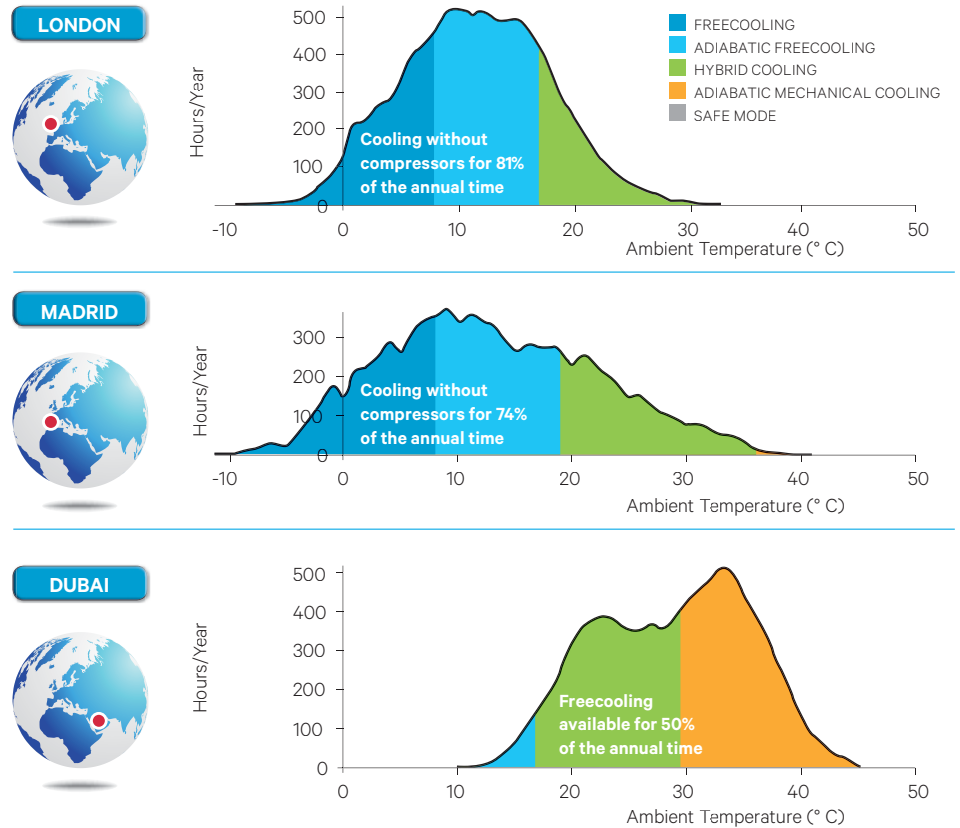 LONDON
Hours/Year
500
400
300
200
100
0
Cooling without
compressors for 81%
of the annual time
FREECOOLING
ADIABATIC FREECOOLING
HYBRID COOLING
ADIABATIC MECHANICAL COOLING
SAFE MODE
-10 0 10 20 30 40 50
Ambient Temperature (° C)
MADRID
Hours/Year
300
200
100
0
Cooling without
compressors for 74%
of the annual time
-10 0 10 20 30 40 50
Ambient Temperature (° C)
DUBAI
Hours/Year
500
400
300
200
100
0
Freecooling
available for 50%
of the annual time
0 10 20 30 40 50
Ambient Temperature (° C)